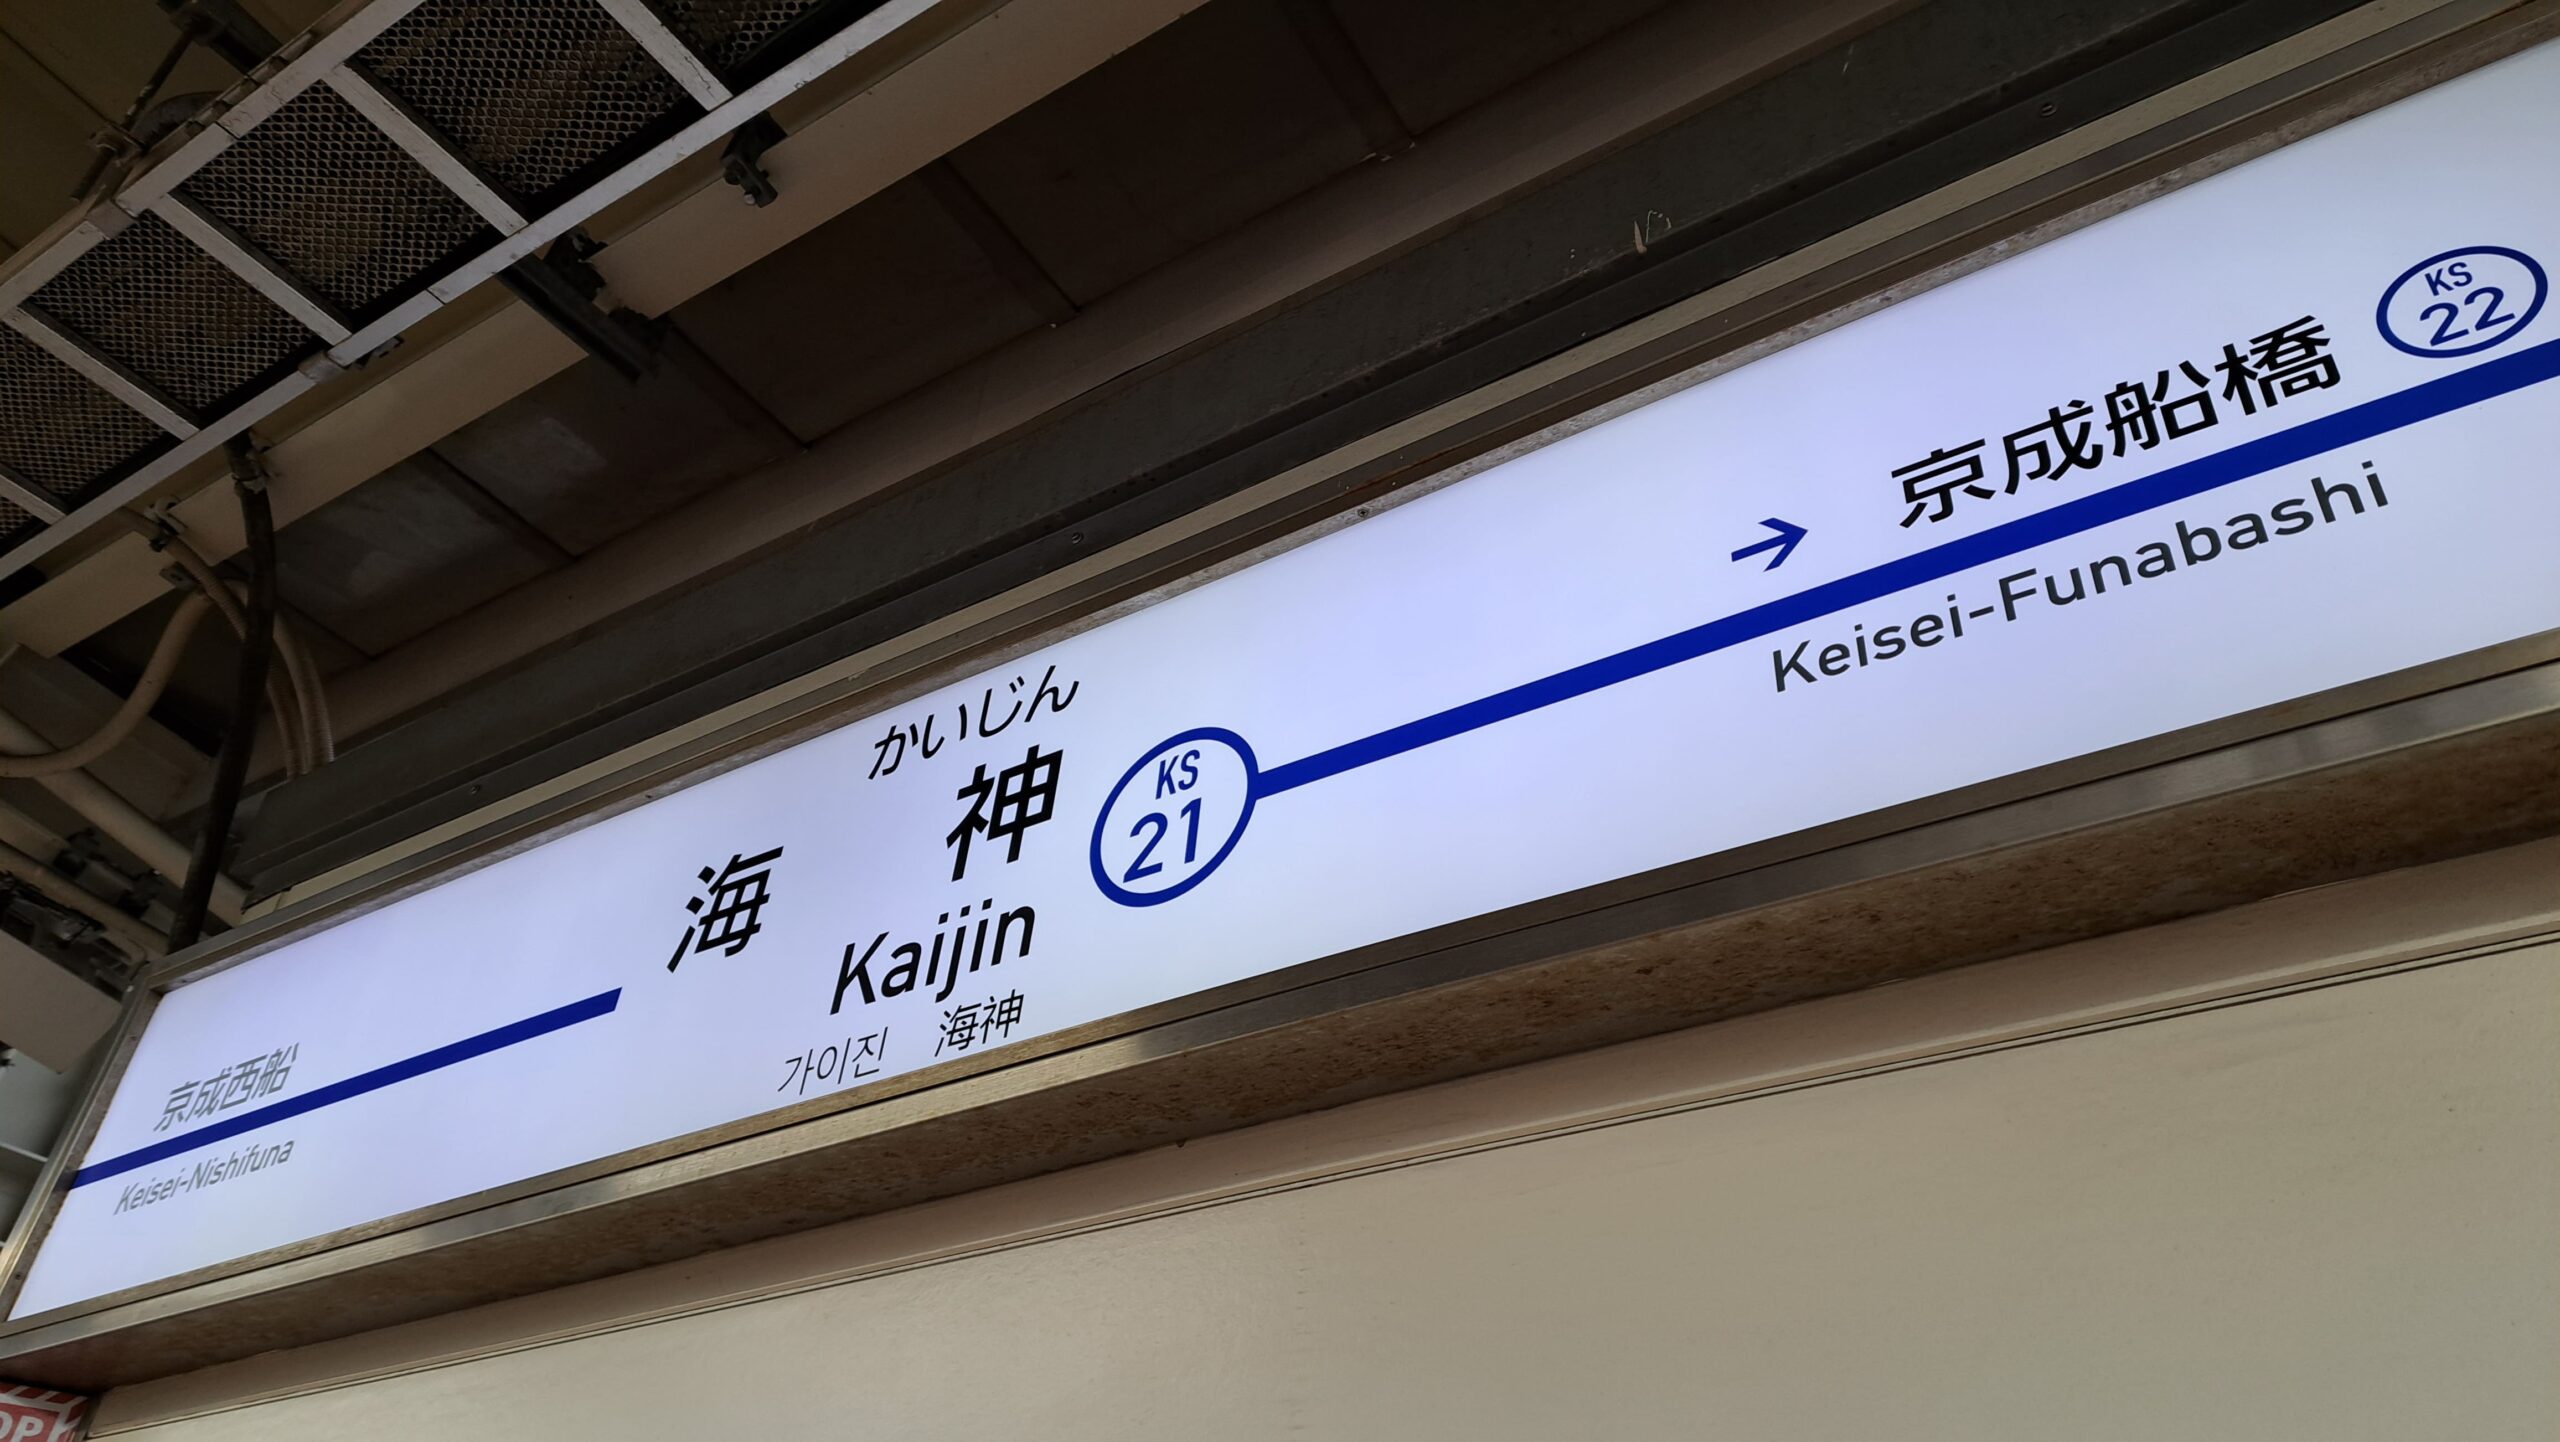 かいじん
海 神
KS
21
Kaijin
가이진 海神
京成西船
Keisei-Nishifuna
→ 京成船橋
KS
22
Keisei-Funabashi